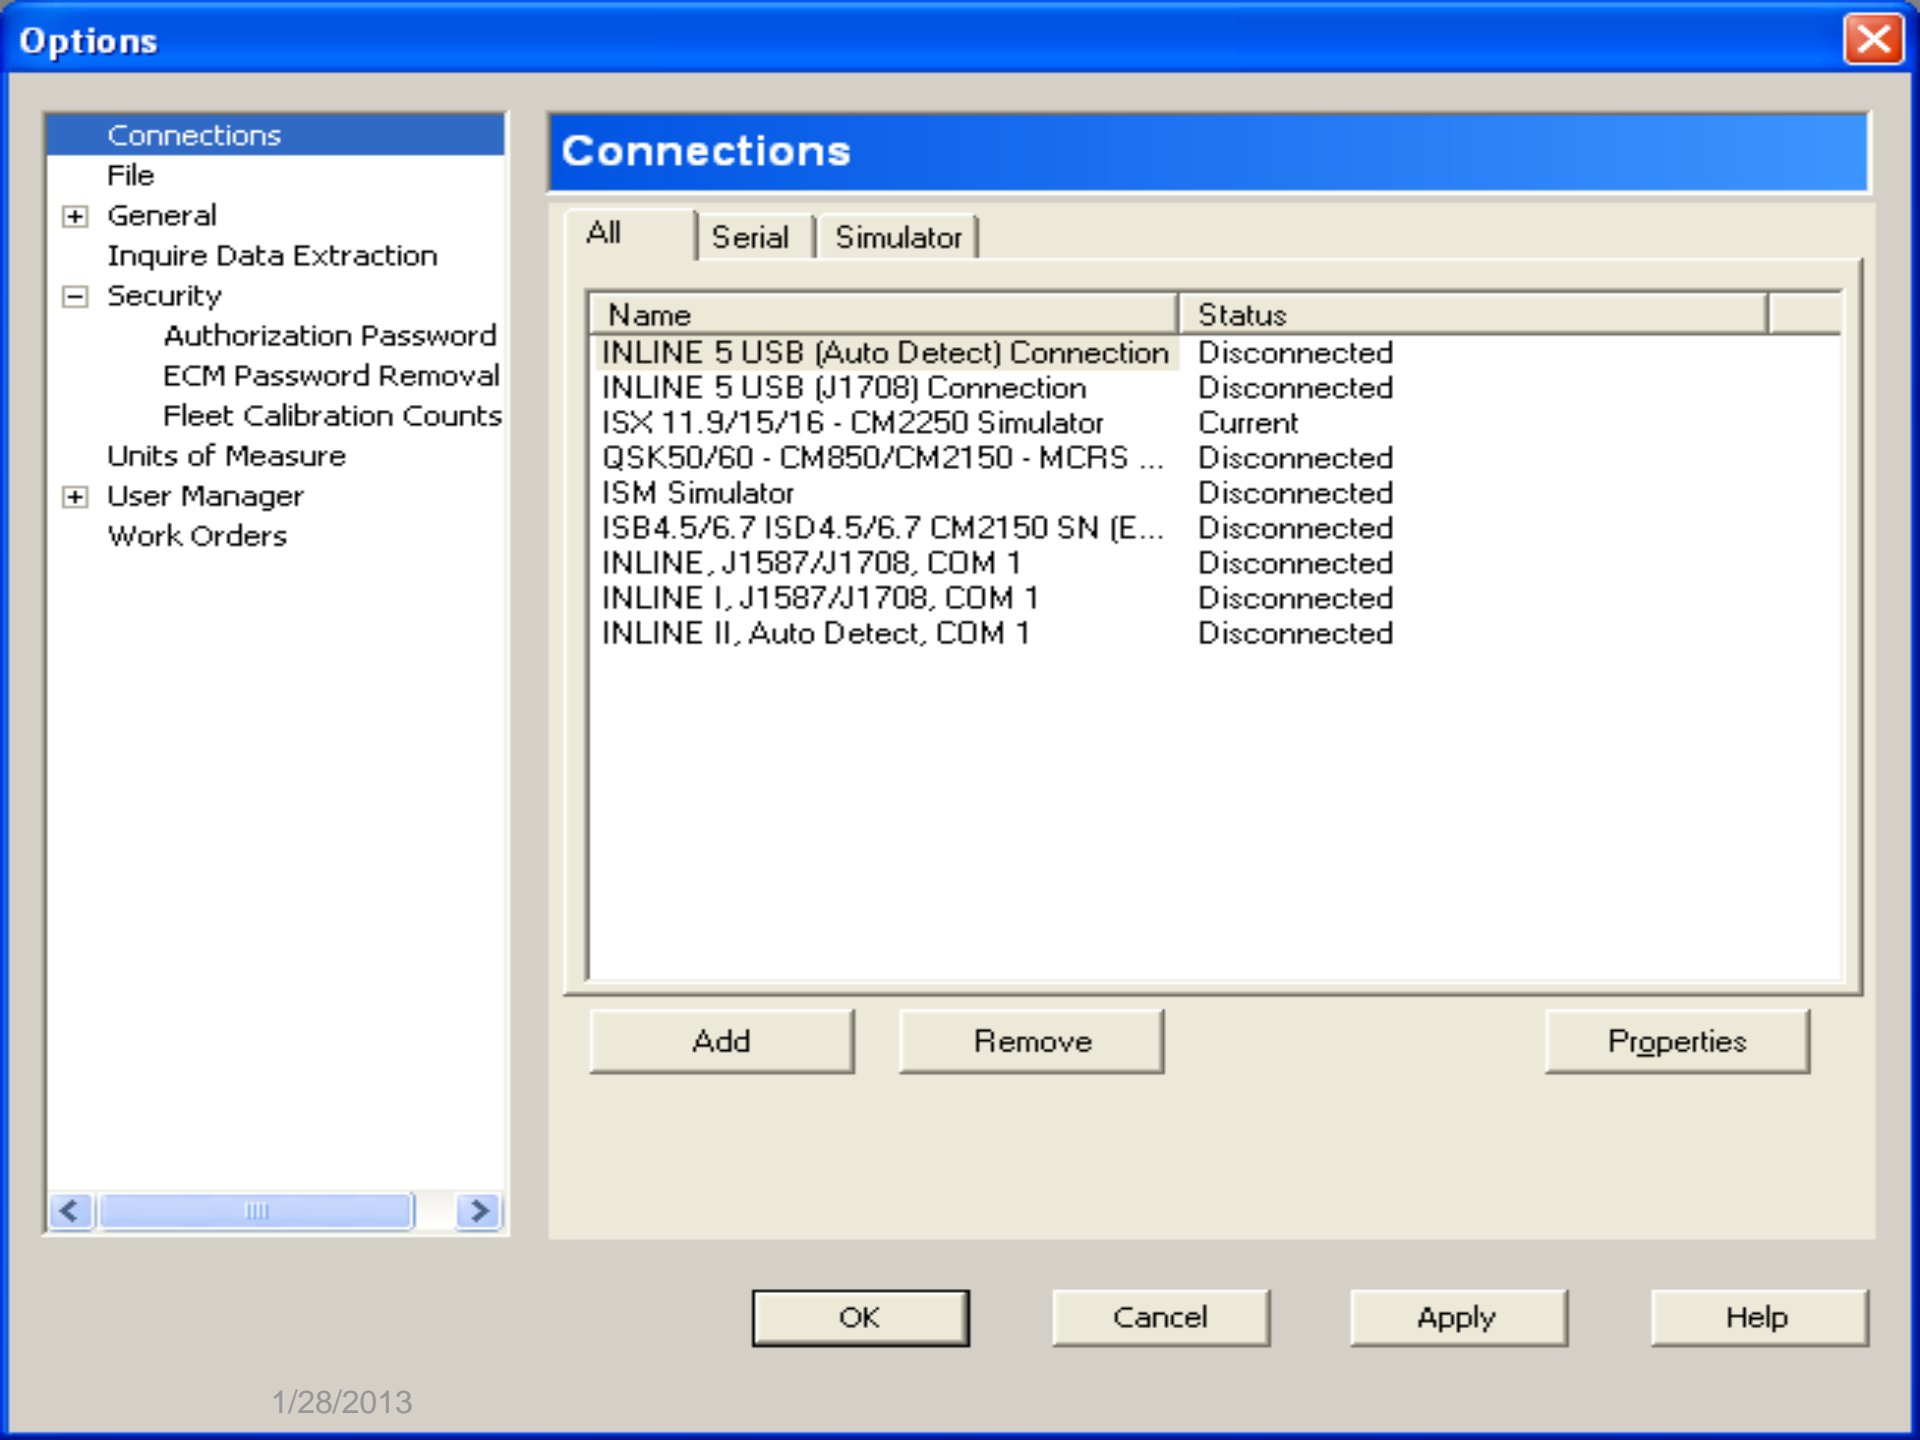 Options
Connections
File
General
Inquire Data Extraction
Security
Authorization Password
ECM Password Removal
Fleet Calibration Counts
Units of Measure
User Manager
Work Orders
Connections
All Serial Simulator
Name Status
INLINE 5 USB (Auto Detect) Connection Disconnected
INLINE 5 USB (J1708) Connection Disconnected
ISX 11.9/15/16 - CM2250 Simulator Current
QSK50/60 - CM850/CM2150 - MCRS ... Disconnected
ISM Simulator Disconnected
ISB4.5/6.7 ISD4.5/6.7 CM2150 SN (E... Disconnected
INLINE, J1587/J1708, COM 1 Disconnected
INLINE I, J1587/J1708, COM 1 Disconnected
INLINE II, Auto Detect, COM 1 Disconnected
Add Remove Properties
OK Cancel Apply Help
1/28/2013